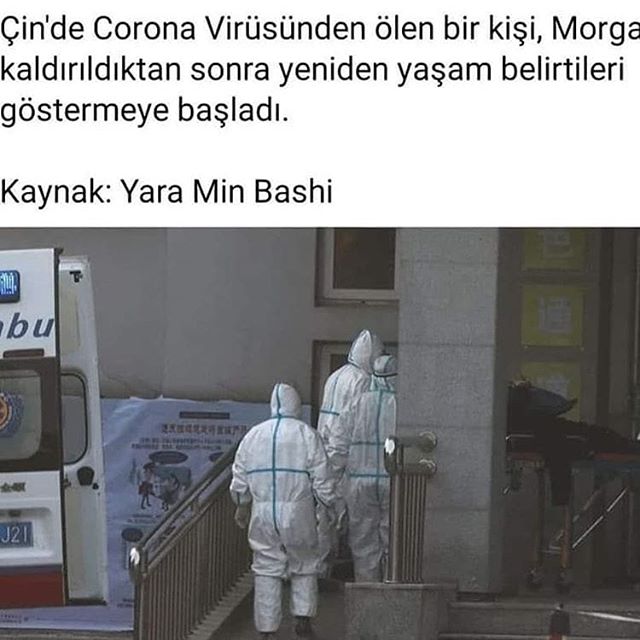 Çin'de Corona Virüsünden ölen bir kişi, Morga
kaldırıldıktan sonra yeniden yaşam belirtileri
göstermeye başladı.
Kaynak: Yara Min Bashi
bu
J21